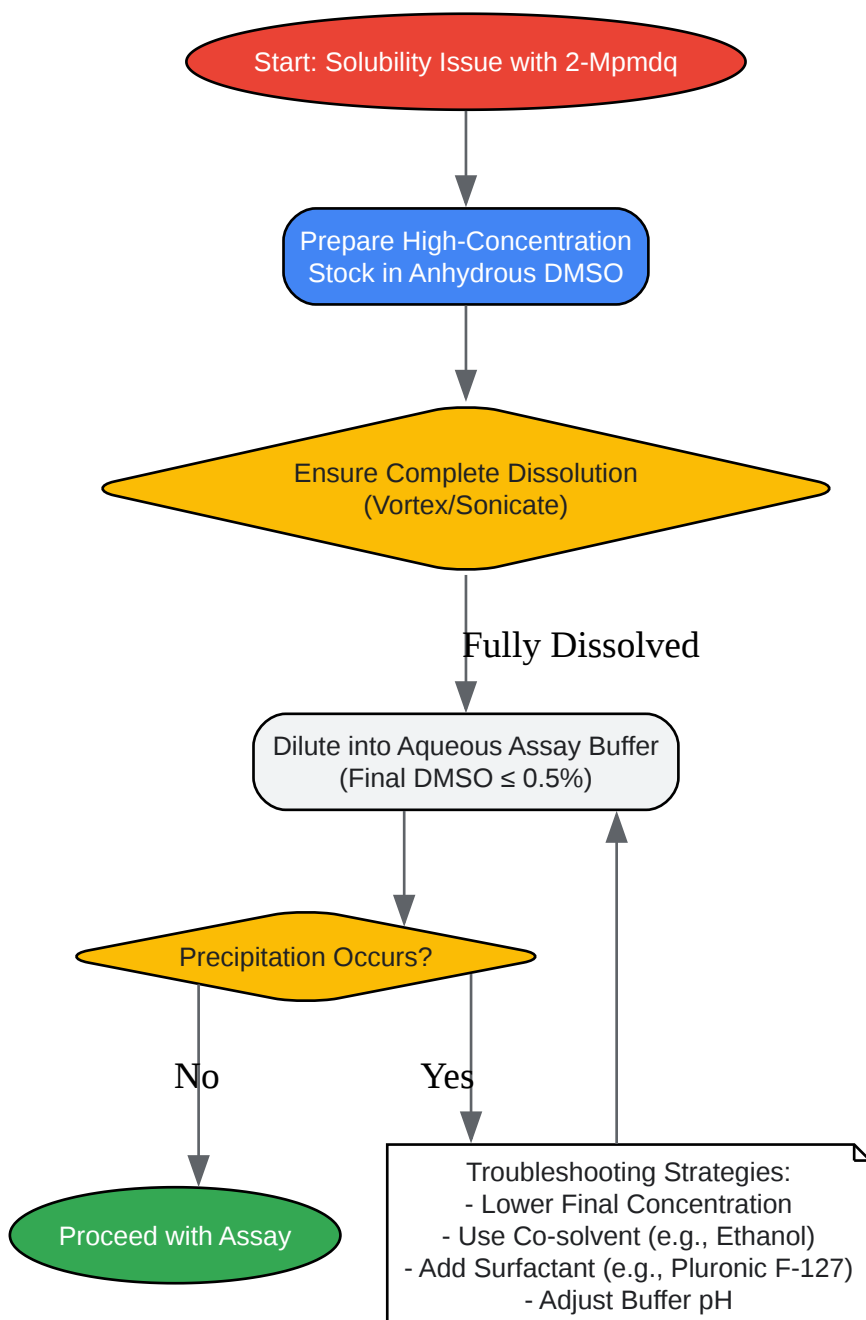 Start: Solubility Issue with 2-Mpmdq
Prepare High-Concentration
Stock in Anhydrous DMSO
Ensure Complete Dissolution
(Vortex/Sonicate)
Fully Dissolved
Dilute into Aqueous Assay Buffer
(Final DMSO ≤ 0.5%)
Precipitation Occurs?
No
Yes
Proceed with Assay
Troubleshooting Strategies:
- Lower Final Concentration
- Use Co-solvent (e.g., Ethanol)
- Add Surfactant (e.g., Pluronic F-127)
- Adjust Buffer pH